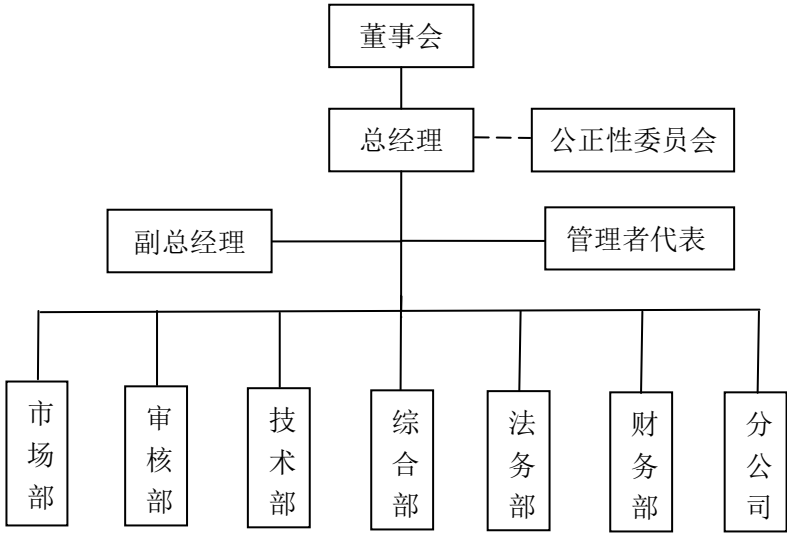 董事会
总经理
公正性委员会
副总经理
管理者代表
市场部
审核部
技术部
综合部
法务部
财务部
分公司